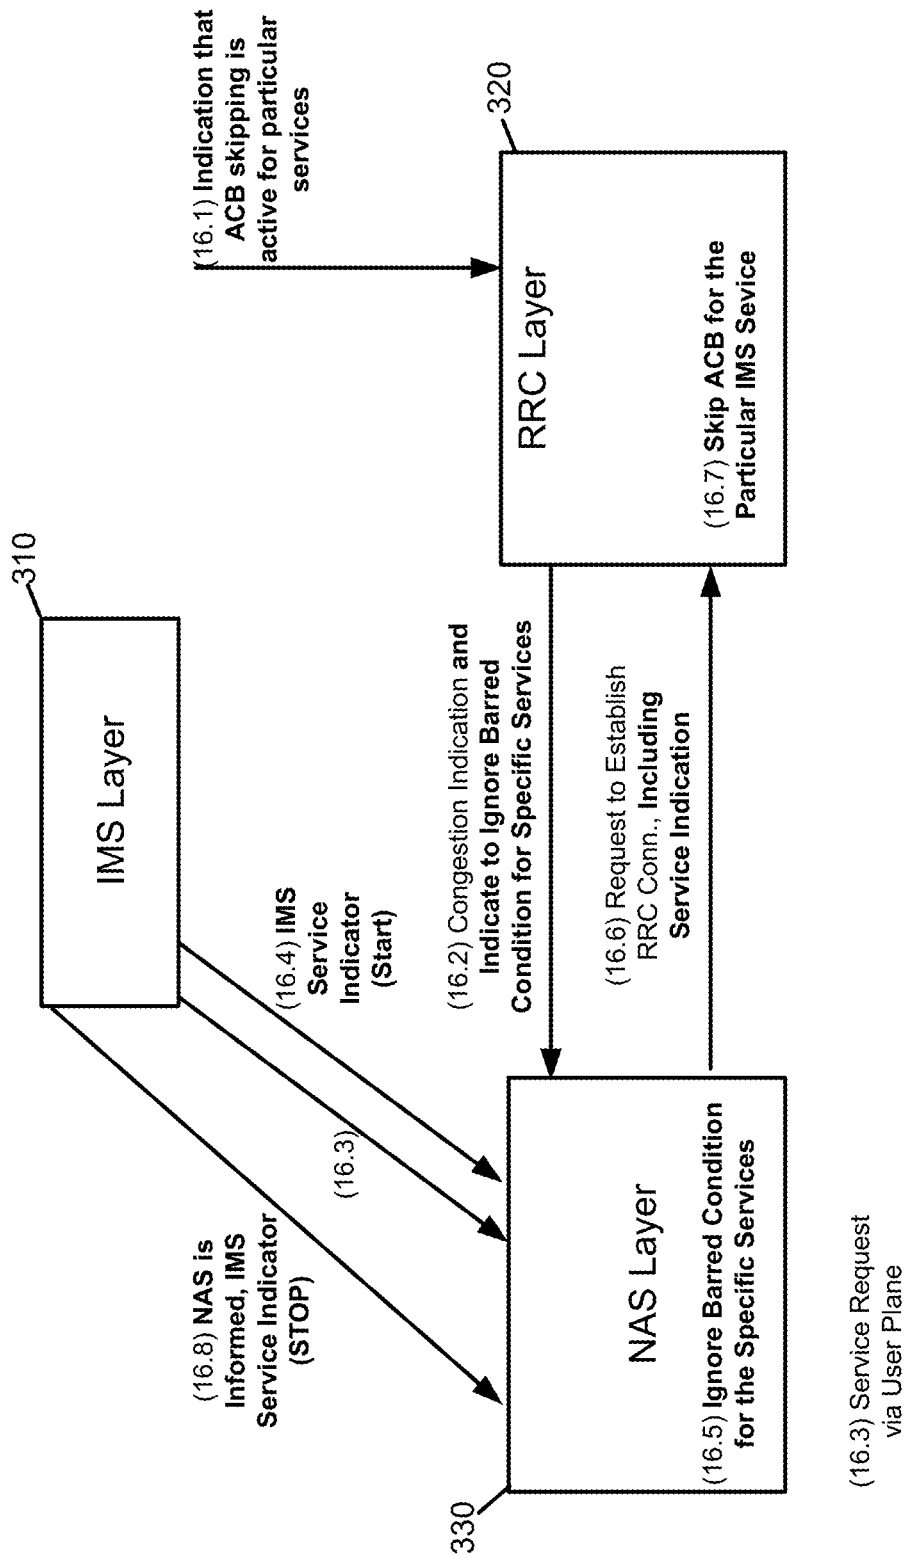 310
IMS Layer
(16.1) Indication that
ACB skipping is
active for particular
services
(16.8) NAS is
Informed, IMS
Service Indicator
(STOP)
(16.3)
(16.4) IMS
Service
Indicator
(Start)
320
RRC Layer
(16.7) Skip ACB for the
Particular IMS Sevice
(16.2) Congestion Indication and
Indicate to Ignore Barred
Condition for Specific Services
(16.6) Request to Establish
RRC Conn., Including
Service Indication
330
NAS Layer
(16.5) Ignore Barred Condition
for the Specific Services
(16.3) Service Request
via User Plane